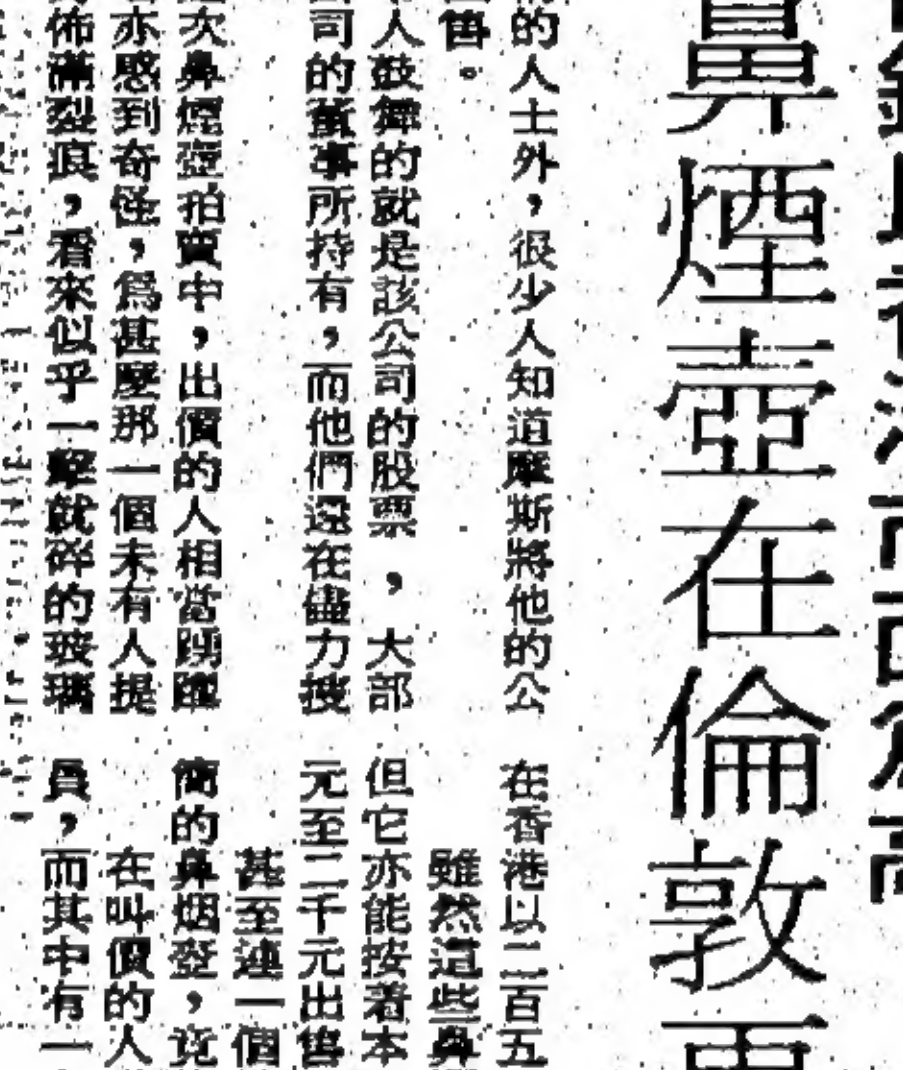 鼻煙壺在倫敦
的人士外，很少人知道摩斯將他的公
售。
人鼓舞的就是該公司的股票，大部
司的董事所持有，而他們還在儘力搜
次鼻煙壺拍賣中，出價的人相當踴躍
亦感到奇怪，爲甚麼那一個未有人提
佈滿裂痕，看來似乎一擊就碎的玻璃
在香港以二百五
雖然這些鼻
但它亦能按着本
元至二千元出售
甚至連一個
簡的鼻烟壺，竟
在叫價的人
員，而其中有一